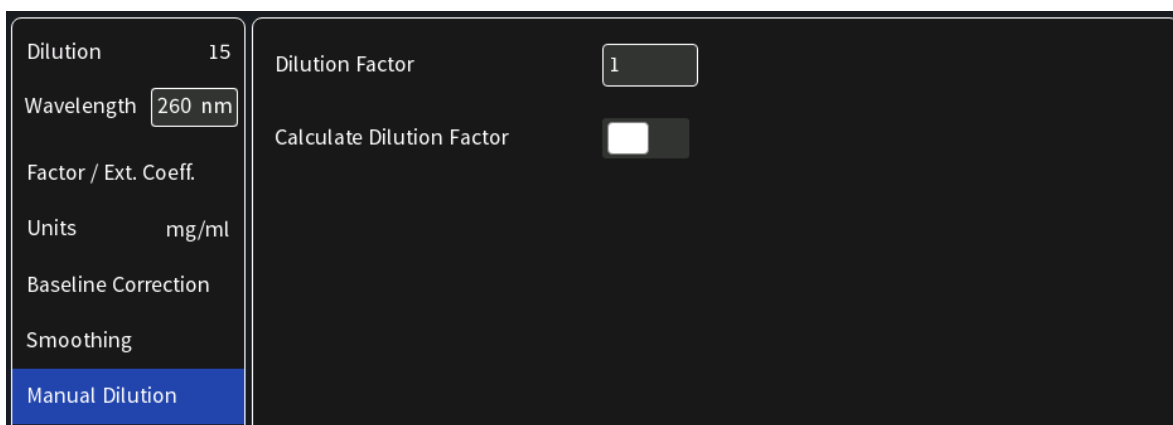 Dilution 15
Wavelength 260 nm
Factor / Ext. Coeff.
Units mg/ml
Baseline Correction
Smoothing
Manual Dilution
Dilution Factor 1
Calculate Dilution Factor